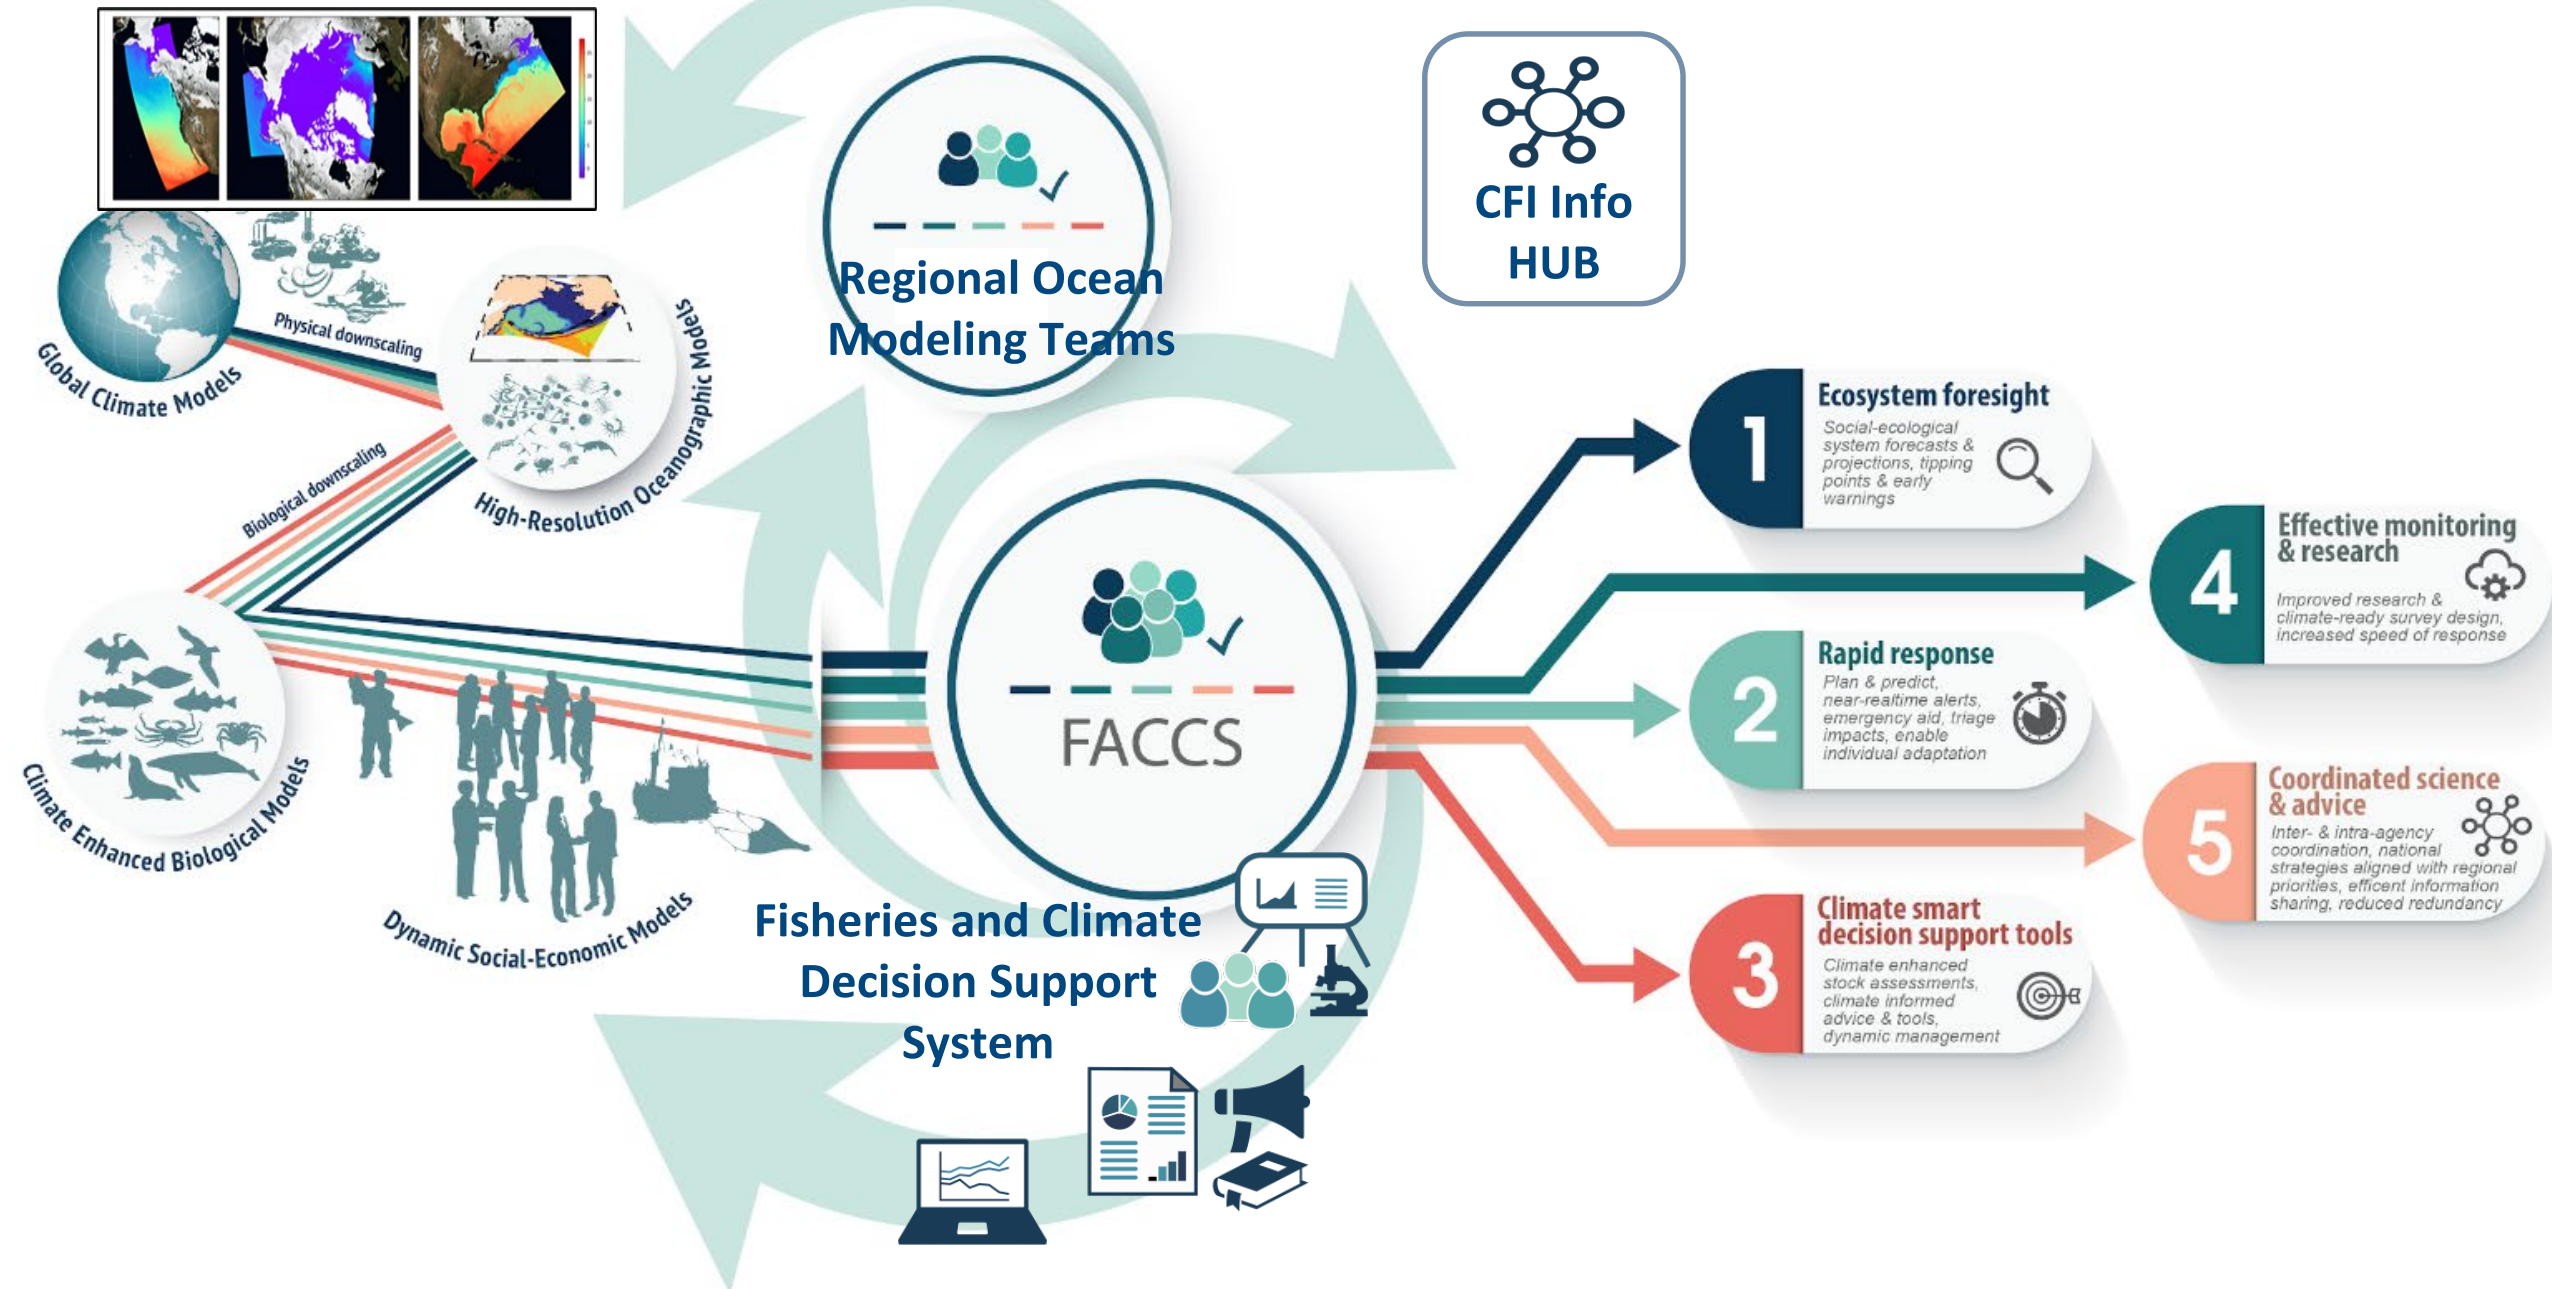 Global Climate Models
Physical downscaling
High-Resolution Oceanographic Models
Biological downscaling
Climate Enhanced Biological Models
Dynamic Social-Economic Models
Regional Ocean
Modeling Teams
CFI Info
HUB
FACCS
Fisheries and Climate
Decision Support
System
1
Ecosystem foresight
Social-ecological
system forecasts &
projections, tipping
points & early
warnings
2
Rapid response
Plan & predict,
near-realtime alerts,
emergency aid, triage
impacts, enable
individual adaptation
3
Climate smart
decision support tools
Climate enhanced
stock assessments,
climate informed
advice & tools,
dynamic management
4
Effective monitoring
& research
Improved research &
climate-ready survey design,
increased speed of response
5
Coordinated science
& advice
Inter- & intra-agency
coordination, national
strategies aligned with regional
priorities, efficent information
sharing, reduced redundancy